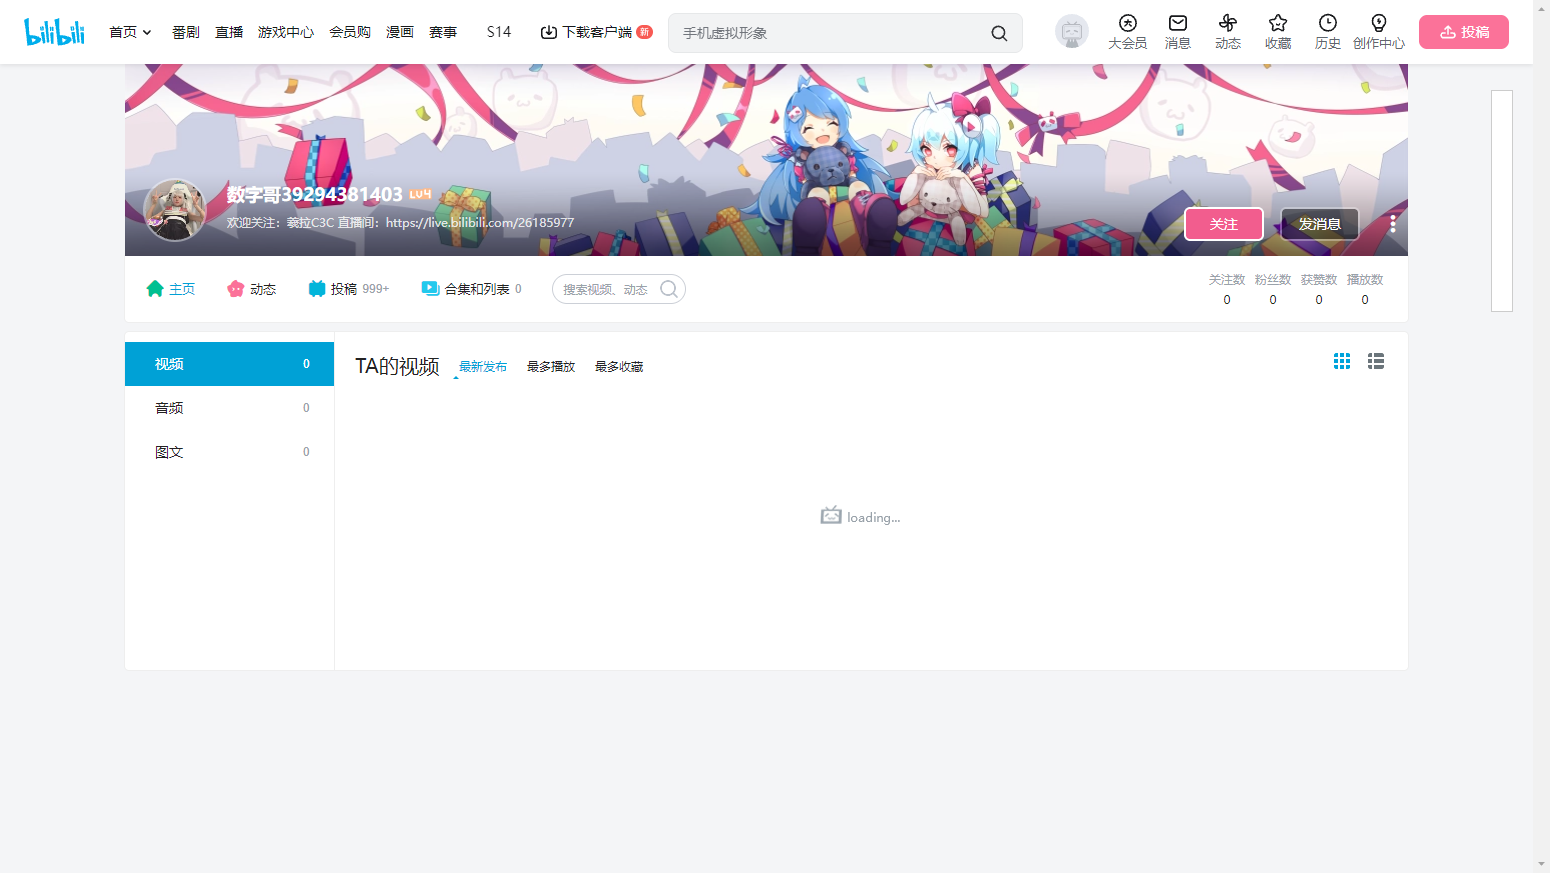 bilibili
首页
番剧
直播
游戏中心
会员购
漫画
赛事
S14
下载客户端
新
手机虚拟形象
大会员
消息
动态
收藏
历史
创作中心
投稿
数字哥39294381403 LV4
欢迎关注：羲拉C3C 直播间：https://live.bilibili.com/26185977
关注
发消息
主页
动态
投稿 999+
合集和列表 0
搜索视频、动态
关注数 粉丝数 获赞数 播放数
0 0 0 0
视频 0
音频 0
图文 0
TA的视频
最新发布
最多播放
最多收藏
loading...